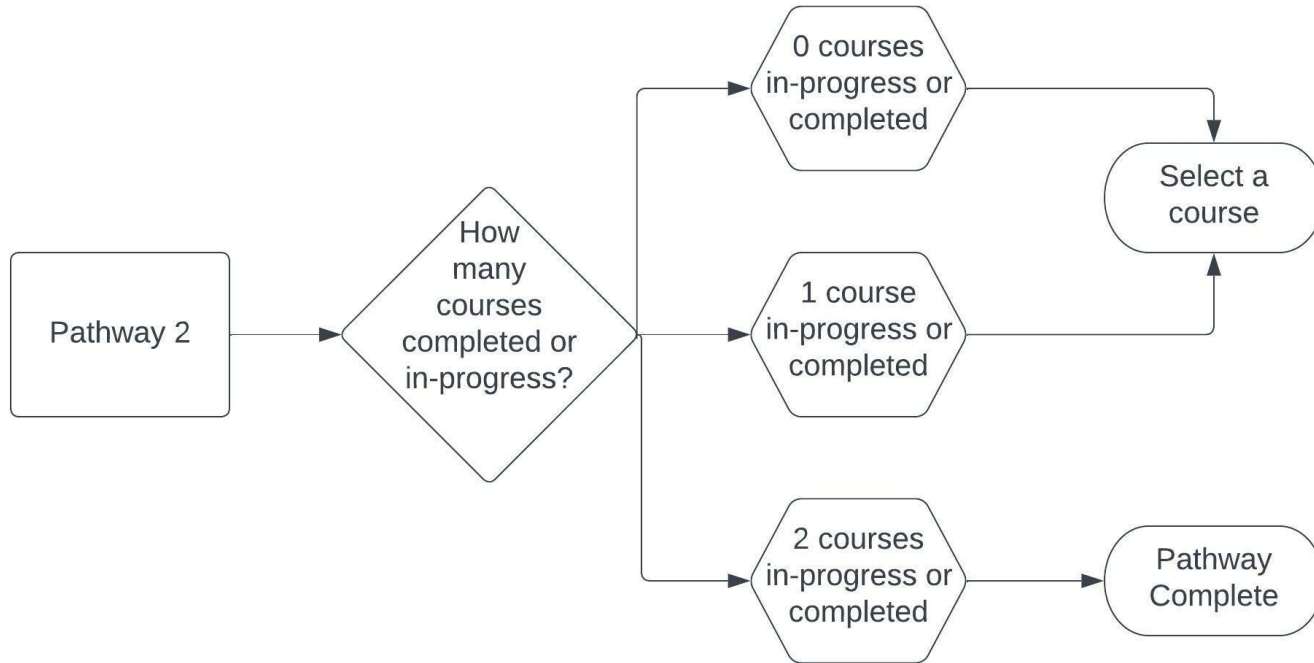 Pathway 2
How
many
courses
completed or
in-progress?
0 courses
in-progress or
completed
1 course
in-progress or
completed
2 courses
in-progress or
completed
Select a
course
Pathway
Complete